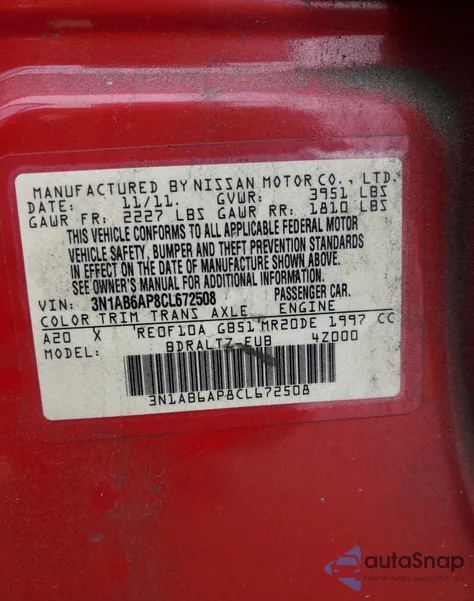 MANUFACTURED BY NISSAN MOTOR CO., LTD.
DATE: 11/11. GVWR: 3951 LBS
GAWR FR: 2227 LBS GAWR RR: 1810 LBS
THIS VEHICLE CONFORMS TO ALL APPLICABLE FEDERAL MOTOR
VEHICLE SAFETY, BUMPER AND THEFT PREVENTION STANDARDS
IN EFFECT ON THE DATE OF MANUFACTURE SHOWN ABOVE.
SEE OWNER'S MANUAL FOR ADDITIONAL INFORMATION.
VIN: 3N1AB6AP8CL672508 PASSENGER CAR.
COLOR TRIM TRANS AXLE ENGINE
A20 X RE0F10A GB51 MR20DE 1997 CC
MODEL: BDRALTZ-EUB 4Z000
3N1AB6AP8CL672508
autoSnap